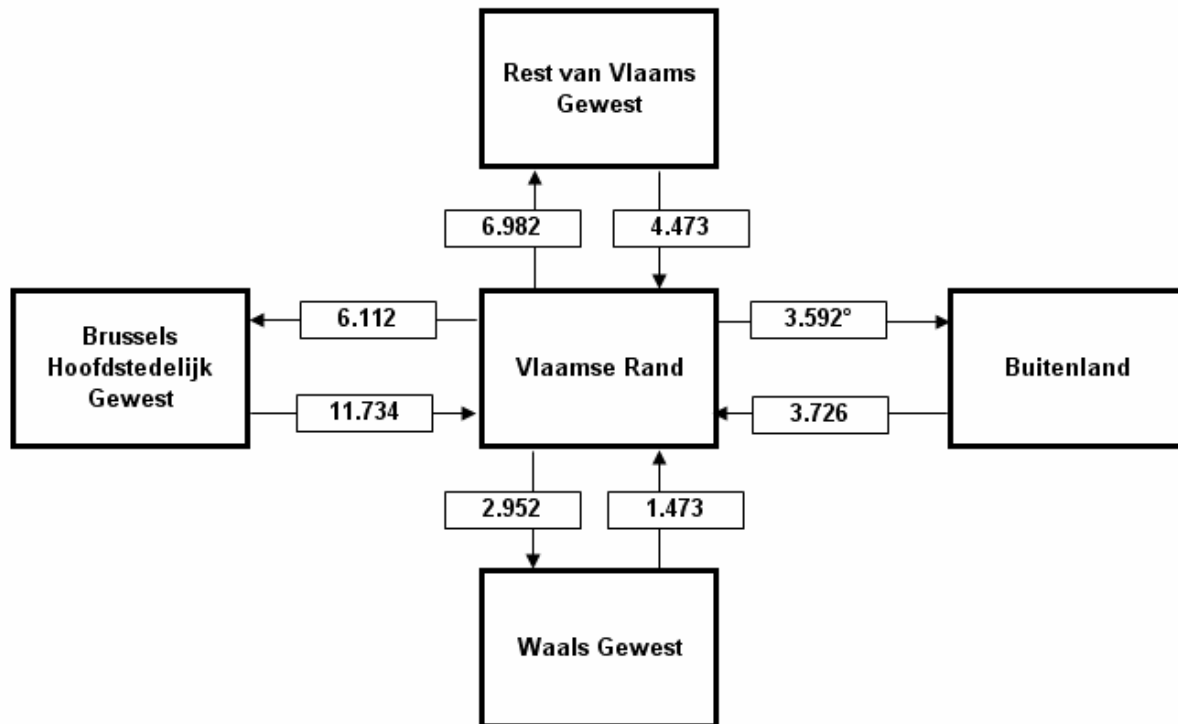 Rest van Vlaams
Gewest
6.982
4.473
Brussels
Hoofdstedelijk
Gewest
6.112
11.734
Vlaamse Rand
3.592°
3.726
Buitenland
2.952
1.473
Waals Gewest